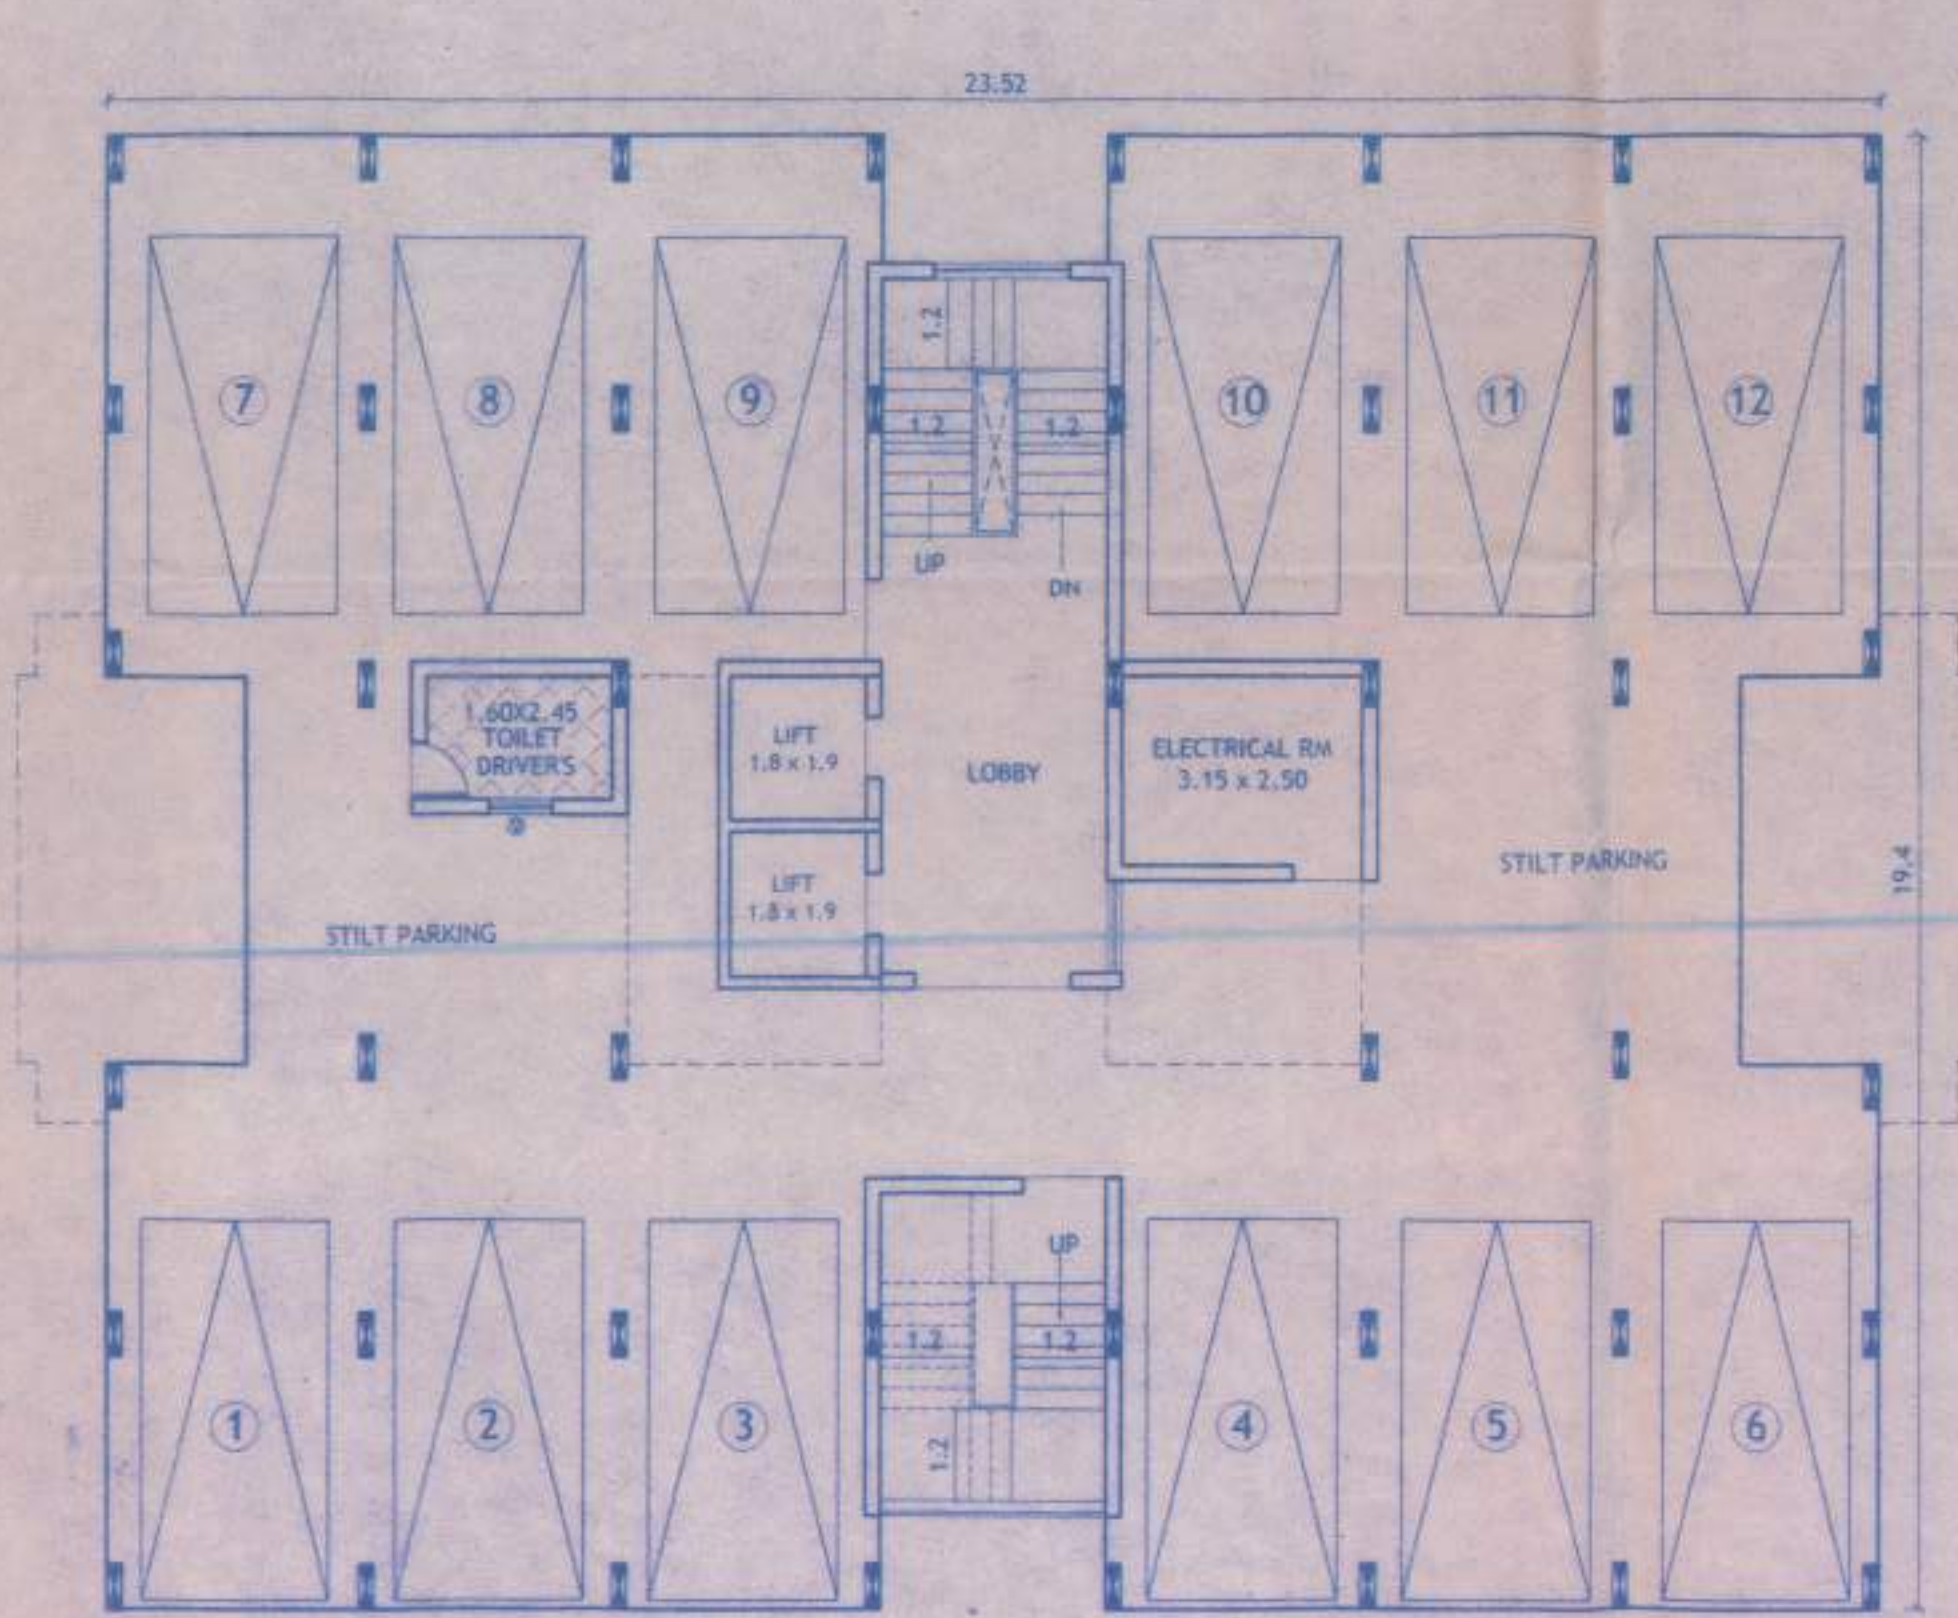 23.52
1.2
7
8
9
10
11
12
1.2
1.2
UP
DN
1.60X2.45
TOILET
DRIVERS
LIFT
1.8 x 1.9
LOBBY
ELECTRICAL RM
3.15 x 2.50
STILT PARKING
19.4
LIFT
1.8 x 1.9
STILT PARKING
UP
1.2
1.2
1
2
3
4
5
6
1.2